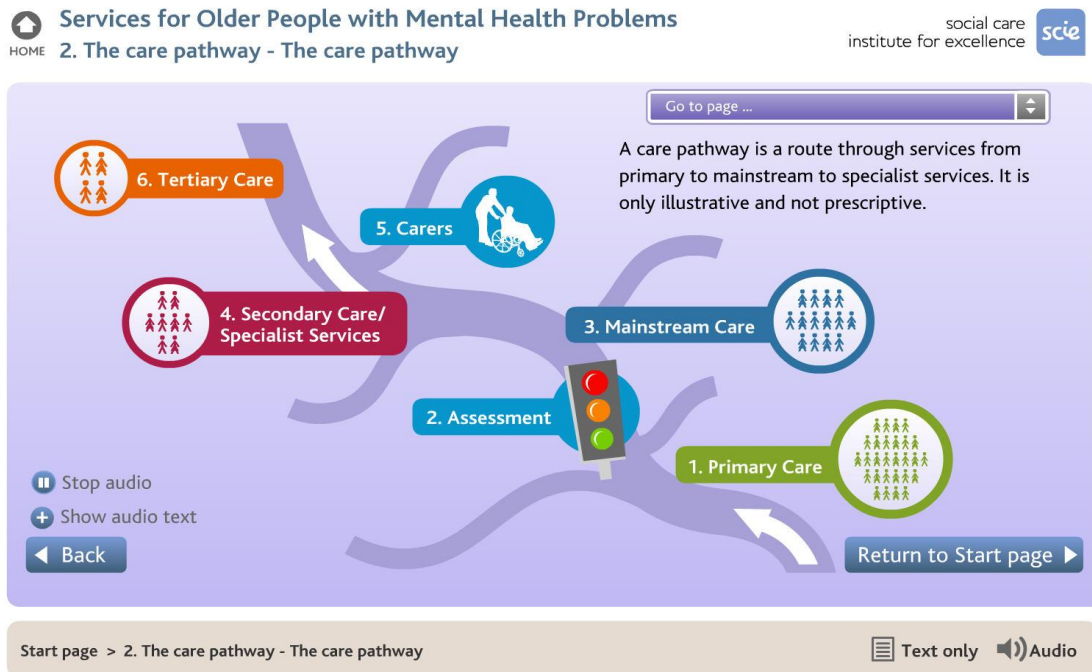 Services for Older People with Mental Health Problems
HOME
2. The care pathway - The care pathway
social care
institute for excellence
scie
Go to page ...
A care pathway is a route through services from
primary to mainstream to specialist services. It is
only illustrative and not prescriptive.
6. Tertiary Care
5. Carers
4. Secondary Care/
Specialist Services
3. Mainstream Care
2. Assessment
1. Primary Care
Stop audio
Show audio text
Back
Return to Start page
Start page > 2. The care pathway - The care pathway
Text only
Audio